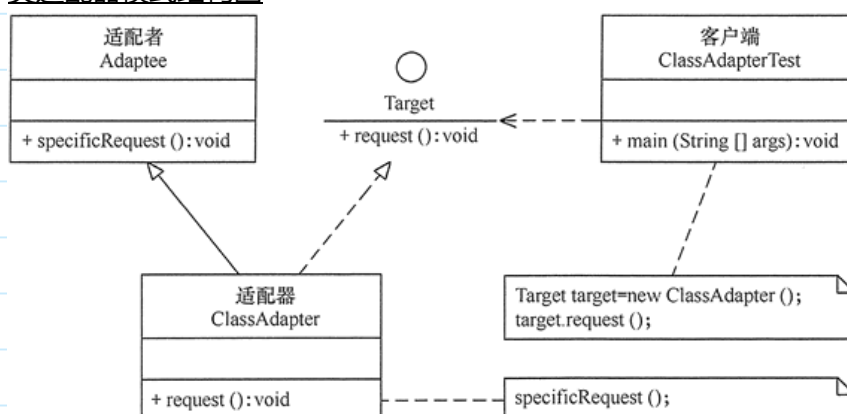 适配者
Adaptee
+ specificRequest ():void
Target
+ request ():void
客户端
ClassAdapterTest
+ main (String [] args):void
适配器
ClassAdapter
+ request ():void
Target target=new ClassAdapter ();
target.request ();
specificRequest ();